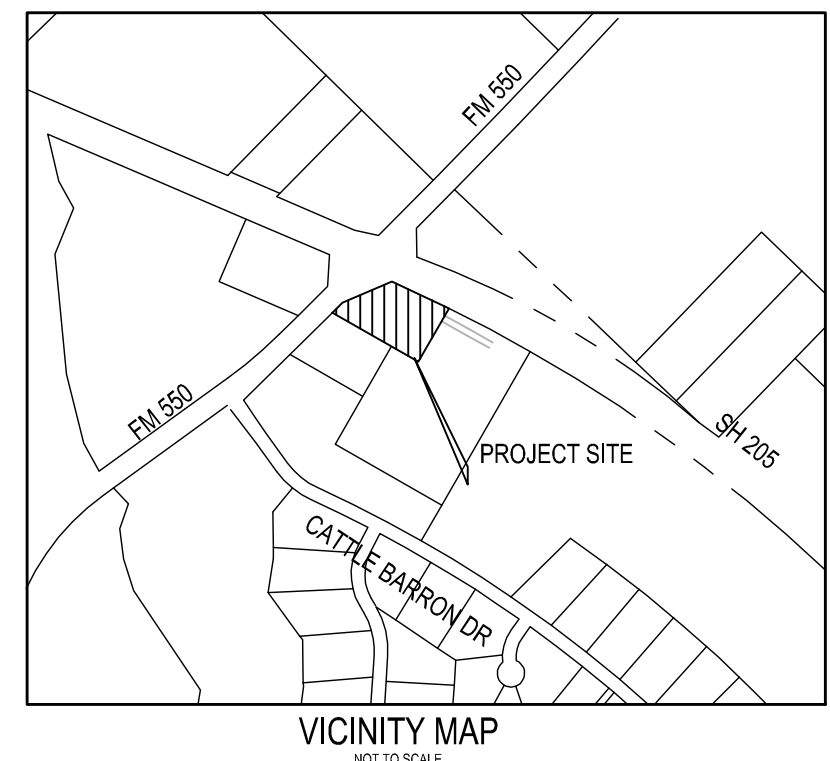 FM 550
FM 550
SH 205
PROJECT SITE
CATTLE BARRON DR
VICINITY MAP
NOT TO SCALE